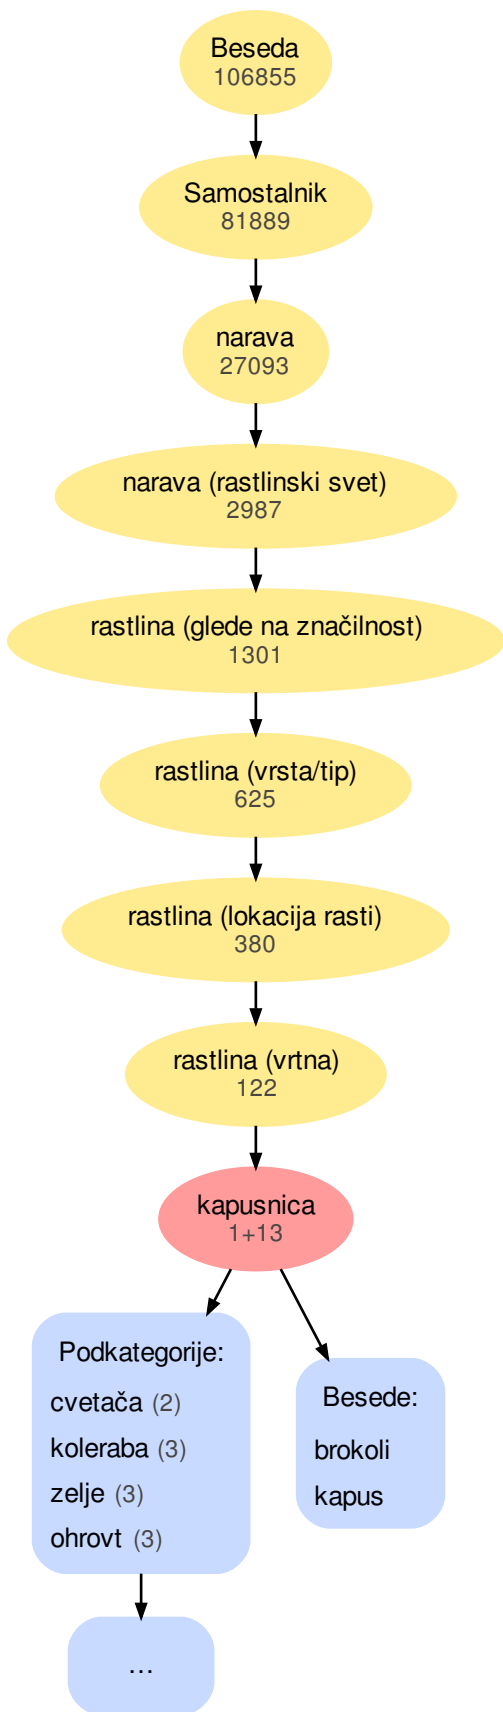 Beseda
106855
Samostalnik
81889
narava
27093
narava (rastlinski svet)
2987
rastlina (glede na značilnost)
1301
rastlina (vrsta/tip)
625
rastlina (lokacija rasti)
380
rastlina (vrtna)
122
kapusnica
1+13
Podkategorije:
cvetača (2)
koleraba (3)
zelje (3)
ohrovt (3)
Besede:
brokoli
kapus
...